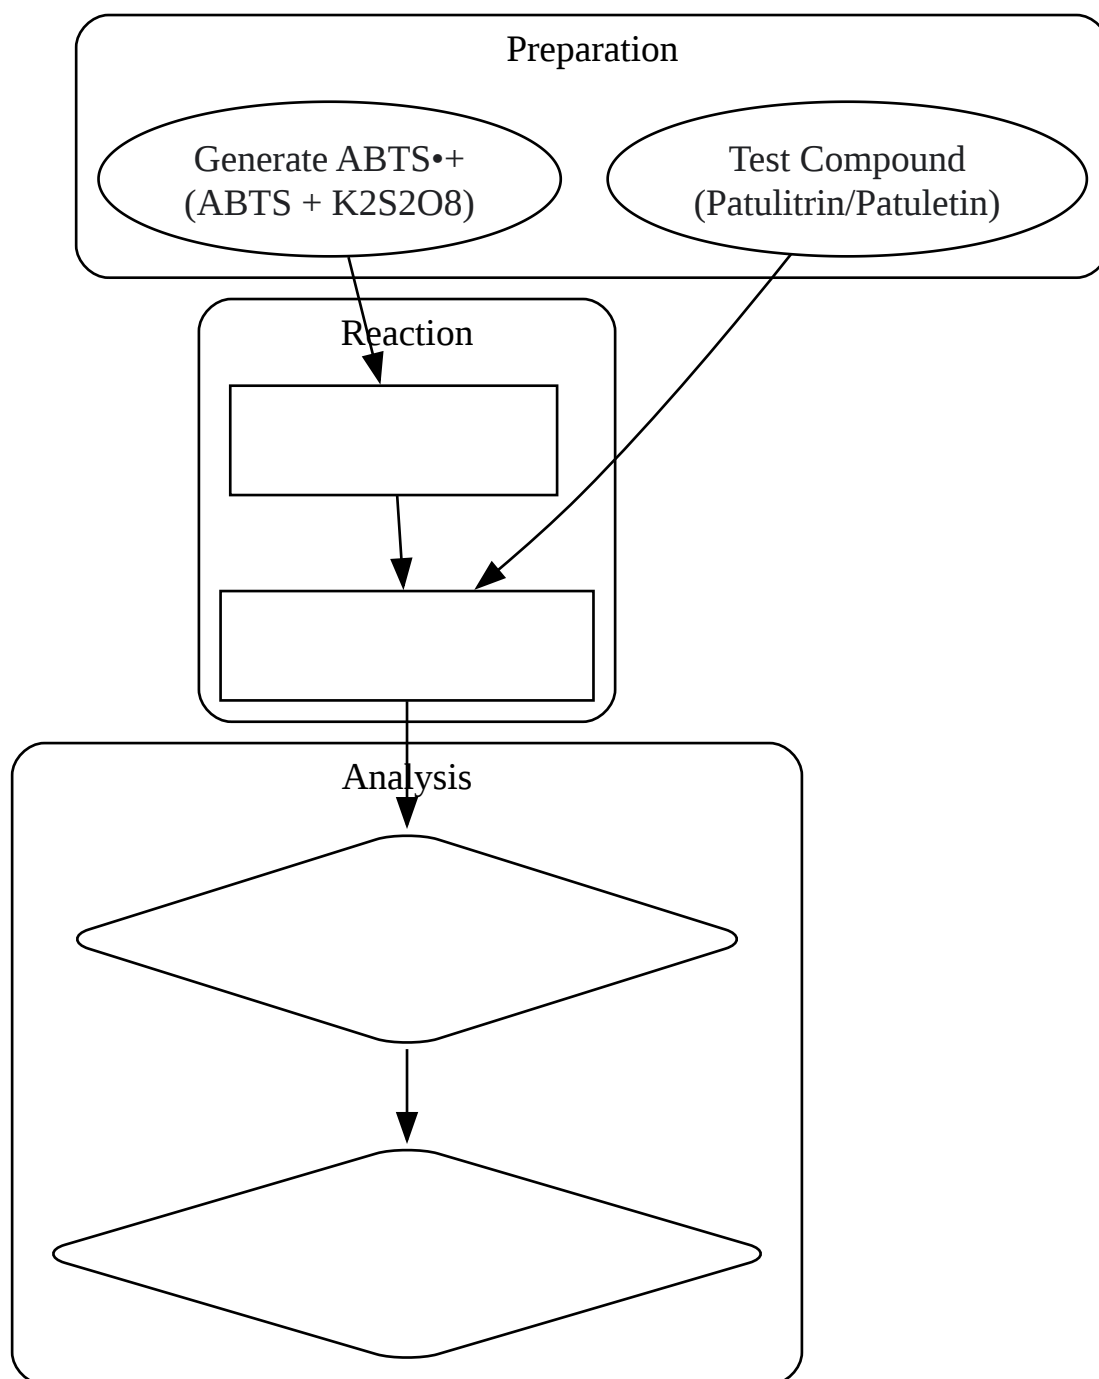 Preparation
Generate ABTS•+
(ABTS + K2S2O8)
Test Compound
(Patulitrin/Patuletin)
Reaction
Analysis